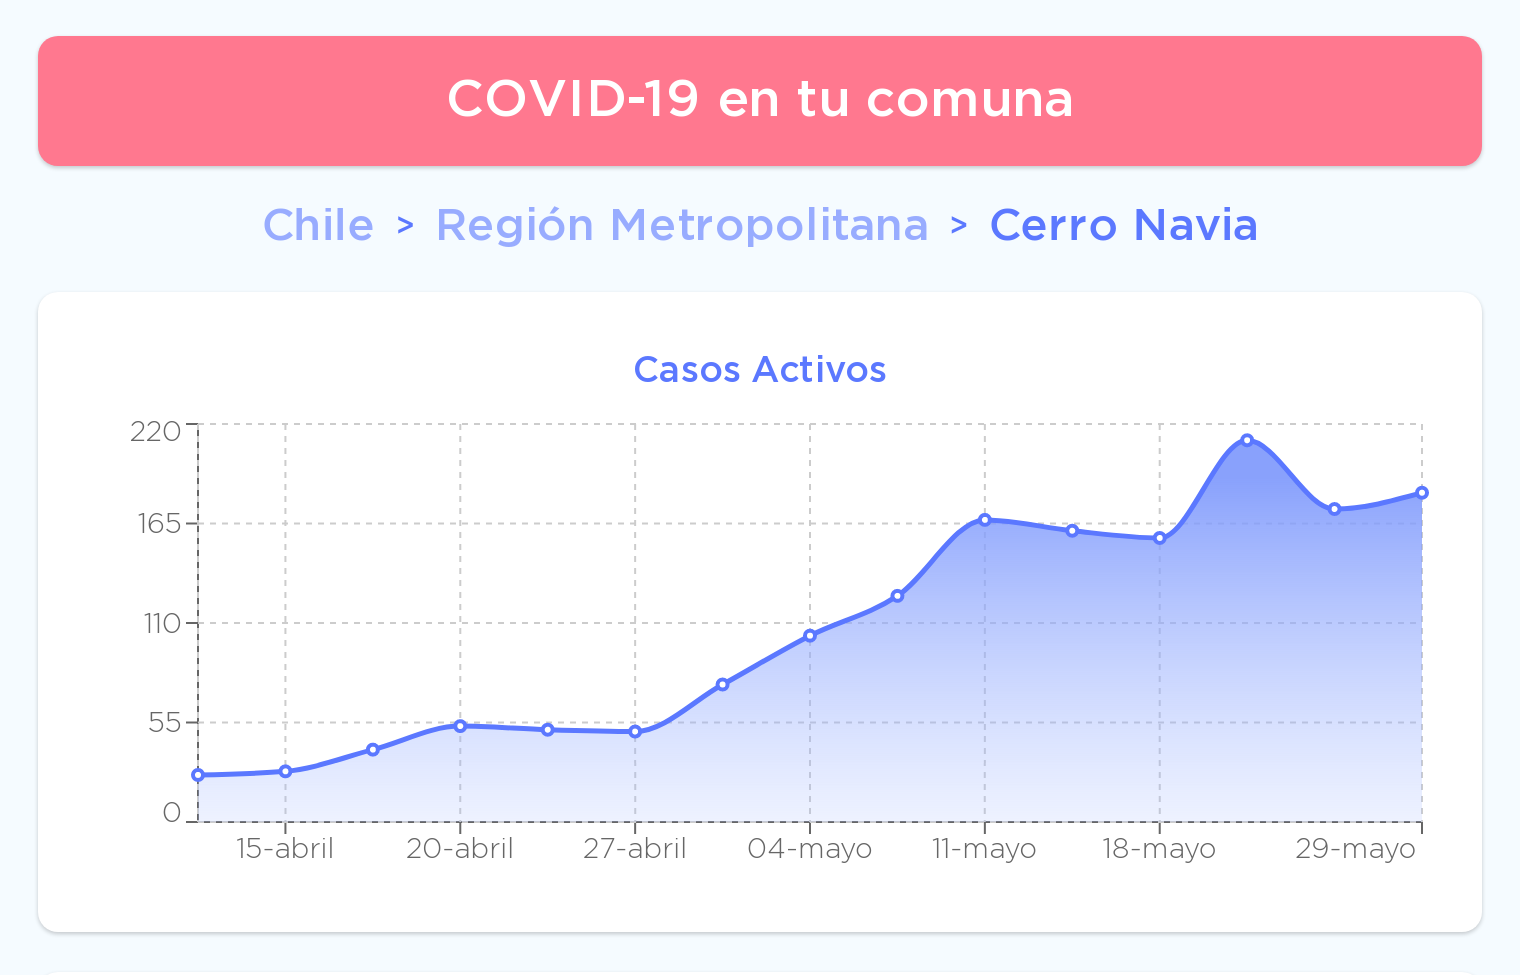 COVID-19 en tu comuna
Chile > Región Metropolitana > Cerro Navia
Casos Activos
220
165
110
55
0
15-abril 20-abril 27-abril 04-mayo 11-mayo 18-mayo 29-mayo